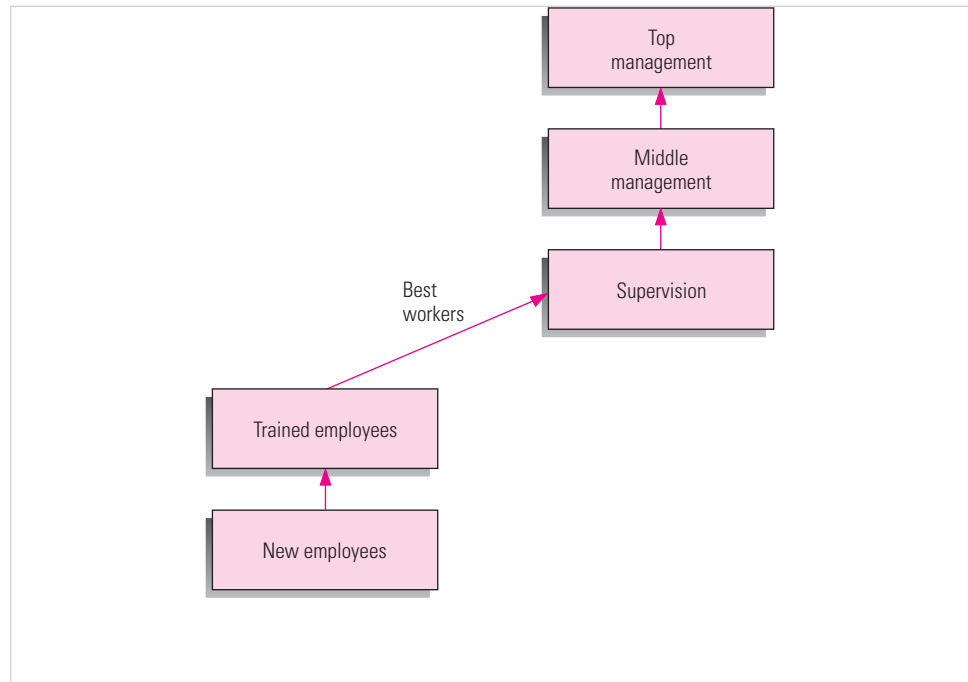 Top
management
Middle
management
Supervision
Best
workers
Trained employees
New employees